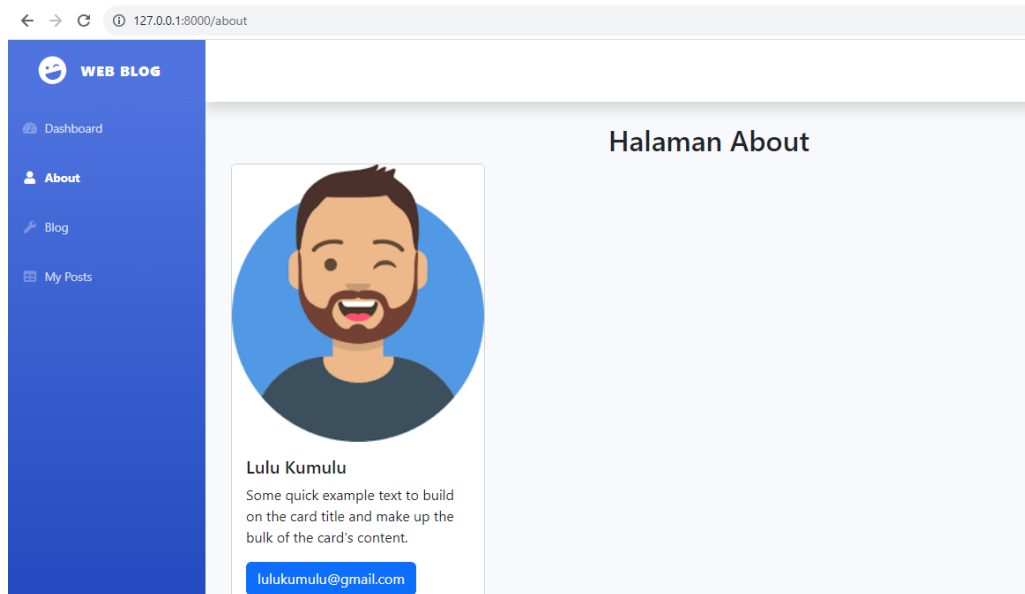 127.0.0.1:8000/about
WEB BLOG
Dashboard
About
Blog
My Posts
Halaman About
Lulu Kumulu
Some quick example text to build
on the card title and make up the
bulk of the card's content.
lulukumulu@gmail.com